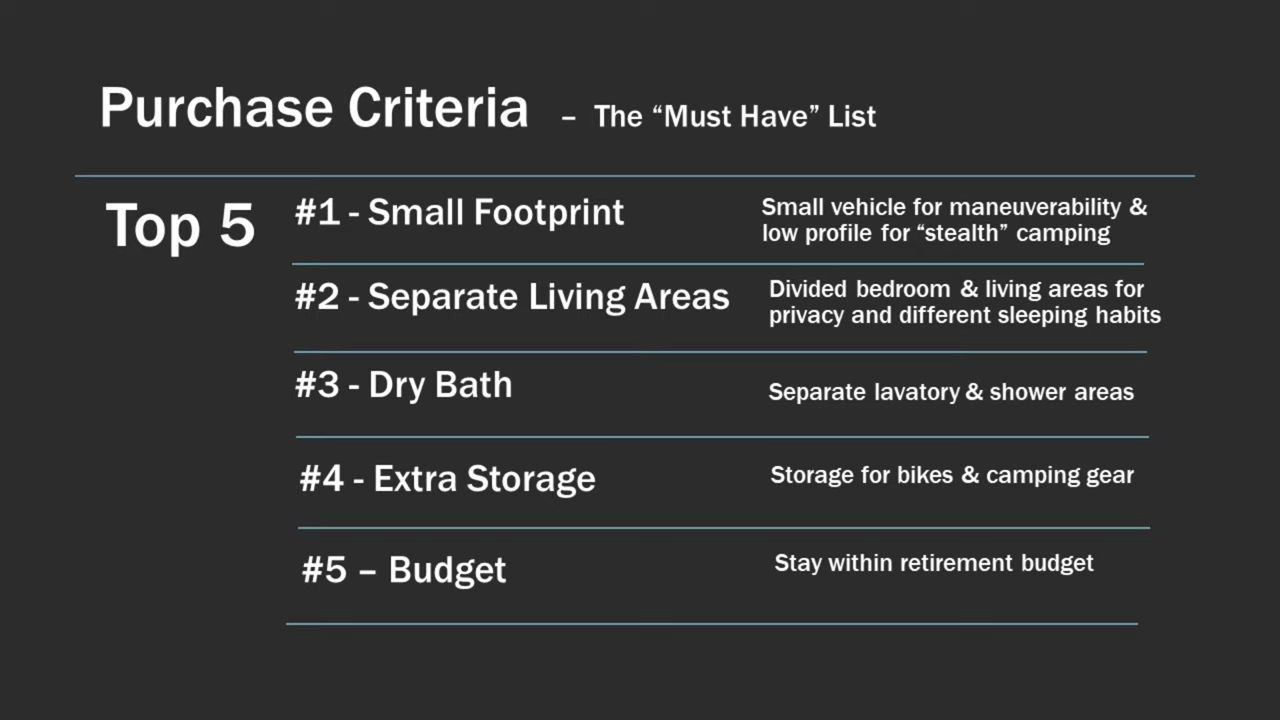 Purchase Criteria – The “Must Have” List
Top 5
#1 - Small Footprint
Small vehicle for maneuverability &
low profile for “stealth” camping
#2 - Separate Living Areas
Divided bedroom & living areas for
privacy and different sleeping habits
#3 - Dry Bath
Separate lavatory & shower areas
#4 - Extra Storage
Storage for bikes & camping gear
#5 – Budget
Stay within retirement budget